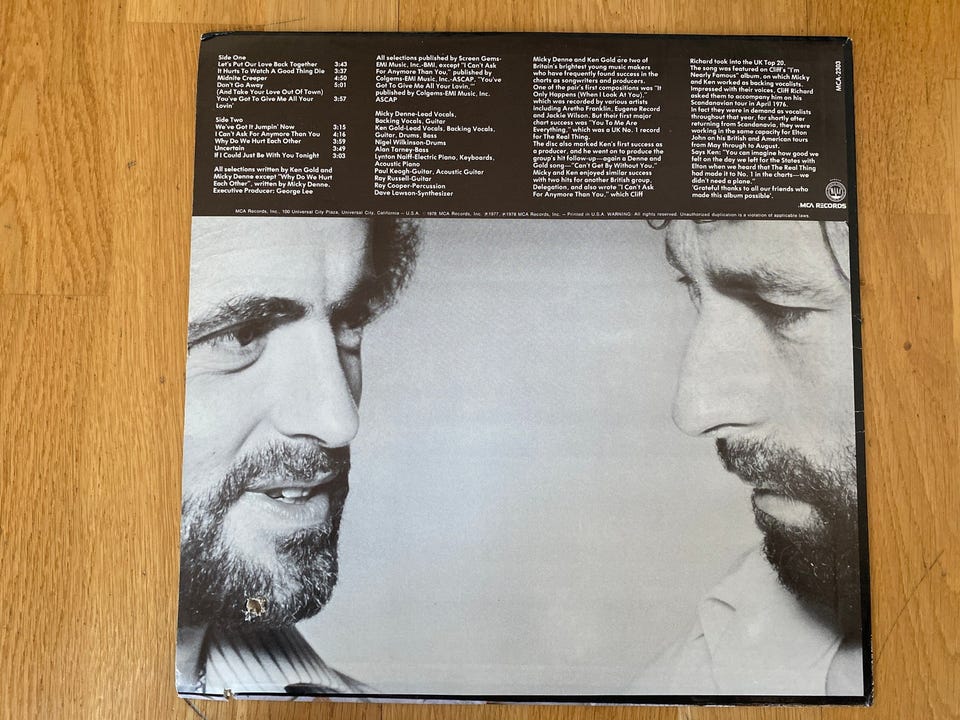 Side One
Let's Put Our Love Back Together 3:43
It Hurts To Watch A Good Thing Die 3:37
Midnite Creeper 4:50
Don't Go Away 5:01
(And Take Your Love Out Of Town)
You've Got To Give Me All Your 3:57
Lovin'
Side Two
We've Got It Jumpin' Now 3:15
I Can't Ask For Anymore Than You 4:16
Why Do We Hurt Each Other 3:59
Uncertain 3:49
If I Could Just Be With You Tonight 3:03
All selections written by Ken Gold and
Micky Denne except "Why Do We Hurt
Each Other", written by Micky Denne.
Executive Producer: George Lee
All selections published by Screen Gems-
EMI Music, Inc.-BMI, except "I Can't Ask
For Anymore Than You," published by
Colgems-EMI Music, Inc.-ASCAP, "You've
Got To Give Me All Your Lovin,'"
published by Colgems-EMI Music, Inc.
ASCAP
Micky Denne-Lead Vocals,
Backing Vocals, Guitar
Ken Gold-Lead Vocals, Backing Vocals,
Guitar, Drums, Bass
Nigel Wilkinson-Drums
Alan Tarney-Bass
Lynton Naiff-Electric Piano, Keyboards,
Acoustic Piano
Paul Keogh-Guitar, Acoustic Guitar
Ray Russell-Guitar
Ray Cooper-Percussion
Dave Lawson-Synthesizer
Micky Denne and Ken Gold are two of
Britain's brightest young music makers
who have frequently found success in the
charts as songwriters and producers.
One of the pair's first compositions was "It
Only Happens (When I Look At You),"
which was recorded by various artists
including Aretha Franklin, Eugene Record
and Jackie Wilson. But their first major
chart success was "You To Me Are
Everything," which was a UK No. 1 record
for The Real Thing.
The disc also marked Ken's first success as
a producer, and he went on to produce the
group's hit follow-up—again a Denne and
Gold song—"Can't Get By Without You."
Micky and Ken enjoyed similar success
with two hits for another British group,
Delegation, and also wrote "I Can't Ask
For Anymore Than You," which Cliff
Richard took into the UK Top 20.
The song was featured on Cliff's "I'm
Nearly Famous" album, on which Micky
and Ken worked as backing vocalists.
Impressed with their voices, Cliff Richard
asked them to accompany him on his
Scandanavian tour in April 1976.
In fact they were in demand as vocalists
throughout that year, for shortly after
returning from Scandanavia, they were
working in the same capacity for Elton
John on his British and American tours
from May through to August.
Says Ken: "You can imagine how good we
felt on the day we left for the States with
Elton when we heard that The Real Thing
had made it to No. 1 in the charts—we
didn't need a plane."
'Grateful thanks to all our friends who
made this album possible'.
MCA-2303
MCA RECORDS
MCA Records, Inc., 100 Universal City Plaza, Universal City, California – U.S.A. ©1978 MCA Records, Inc. ℗1977, ℗1978 MCA Records, Inc. – Printed in U.S.A. WARNING: All rights reserved. Unauthorized duplication is a violation of applicable laws.